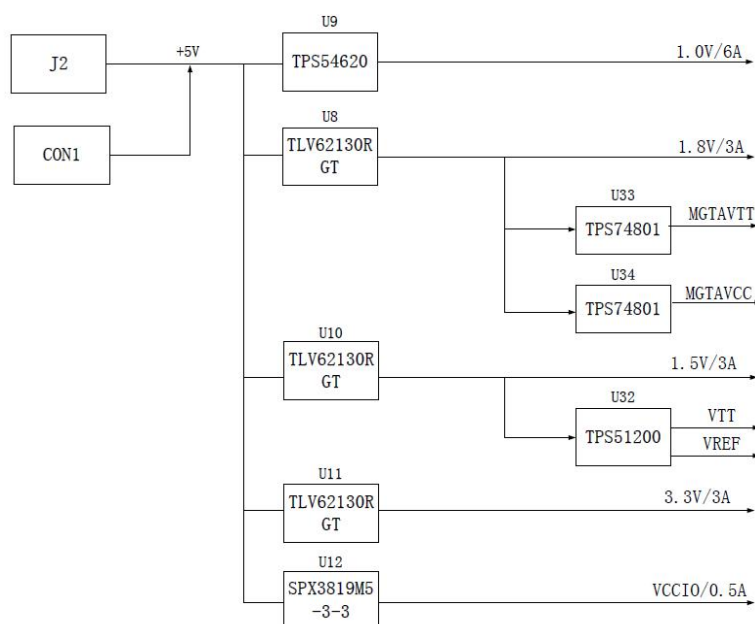 U9
J2
+5V
TPS54620
1.0V/6A
CON1
U8
TLV62130R
GT
1.8V/3A
U33
TPS74801
MGTAVTT
U34
TPS74801
MGTAVCC
U10
TLV62130R
GT
1.5V/3A
U32
TPS51200
VTT
VREF
U11
TLV62130R
GT
3.3V/3A
U12
SPX3819M5
-3-3
VCCIO/0.5A